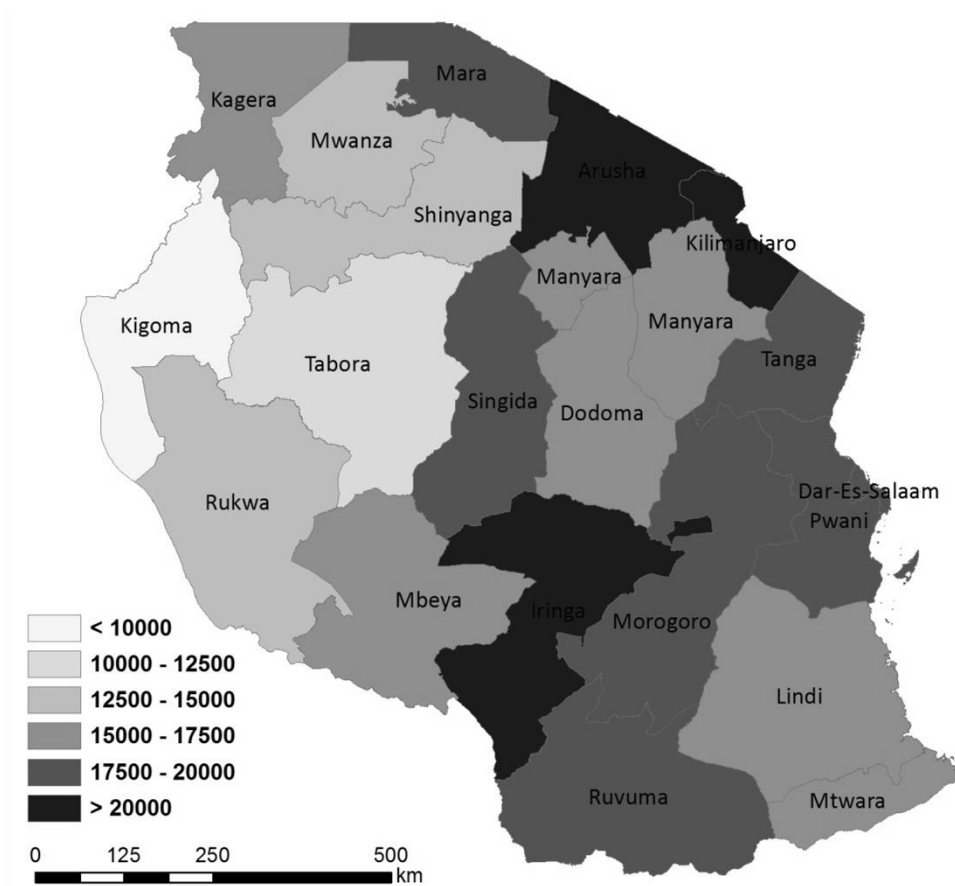 Mara
Kagera
Mwanza
Arusha
Shinyanga
Kilimanjaro
Manyara
Manyara
Kigoma
Tabora
Tanga
Singida
Dodoma
Dar-Es-Salaam
Rukwa
Pwani
Mbeya
Iringa
Morogoro
Lindi
Ruvuma
Mtwara
< 10000
10000 - 12500
12500 - 15000
15000 - 17500
17500 - 20000
> 20000
0 125 250 500
km